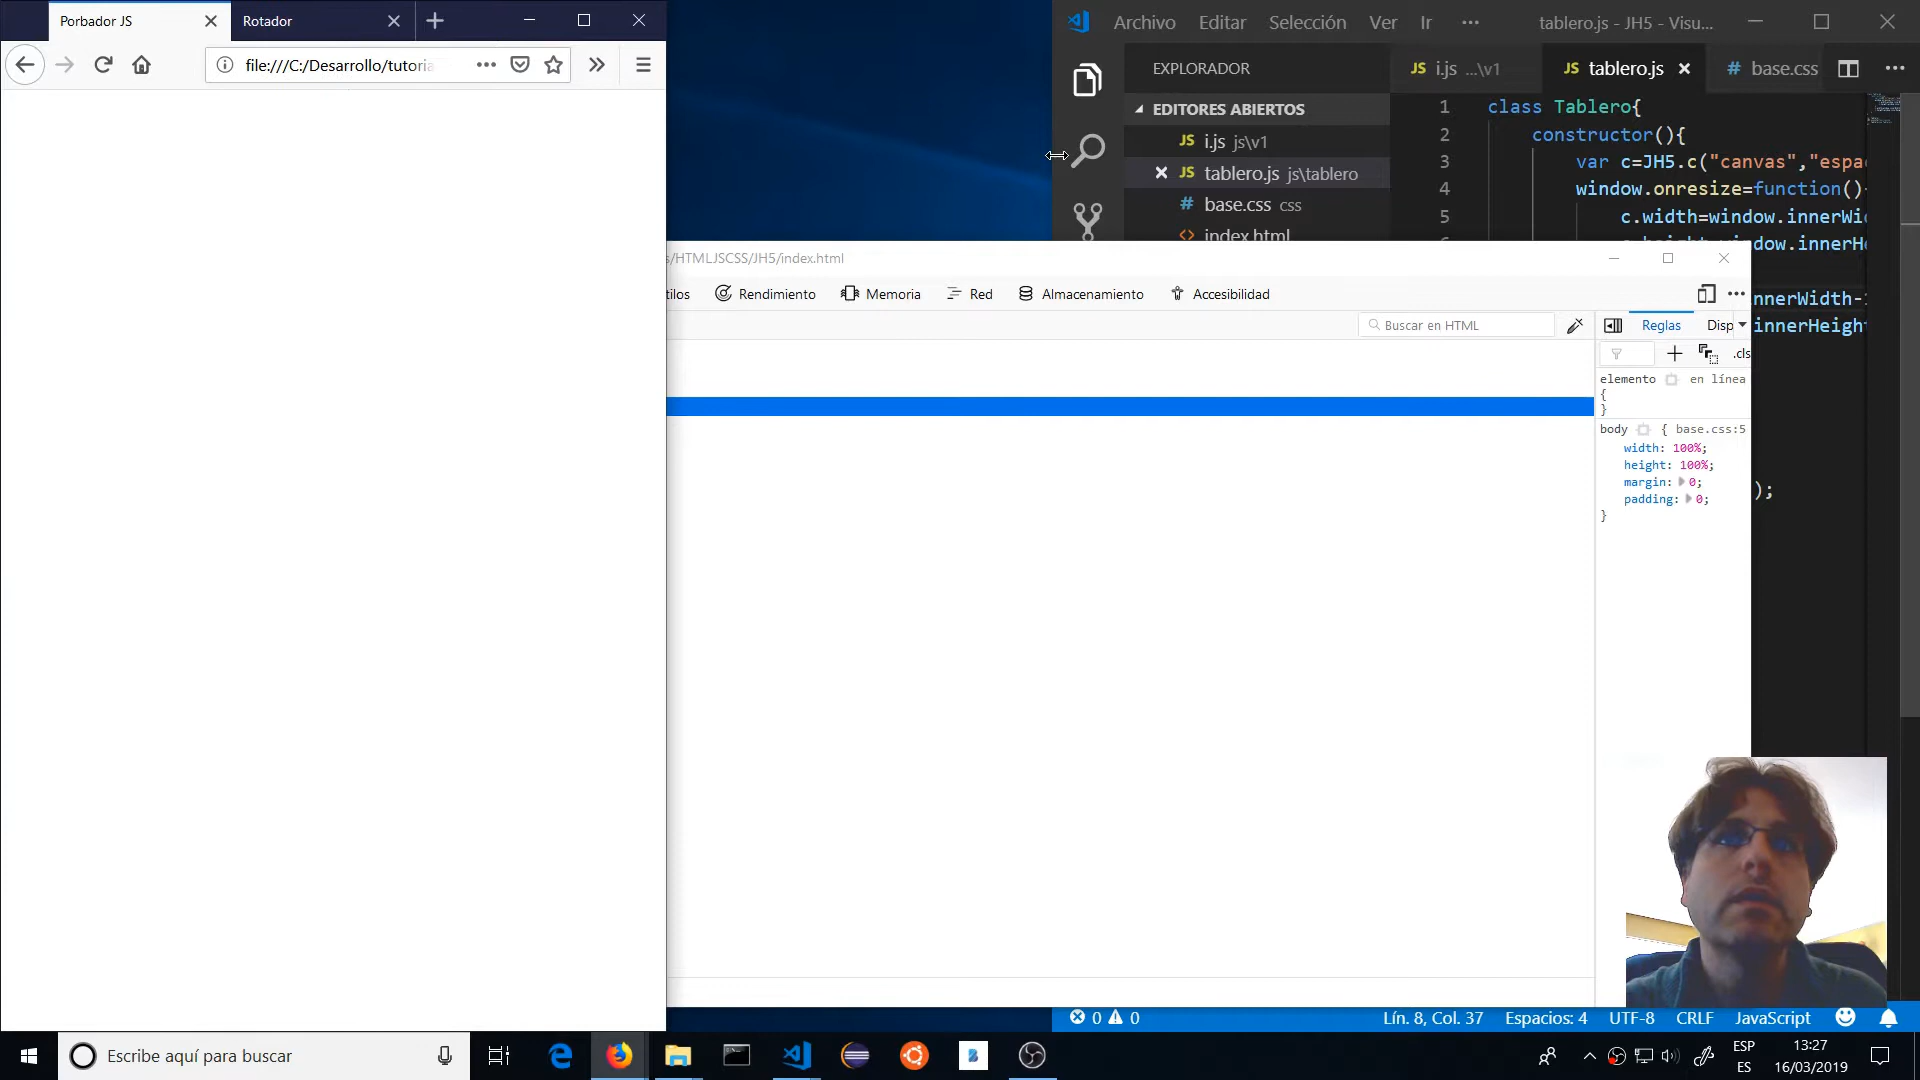 Porbador JS
Rotador
file:///C:/Desarrollo/tutoria
Archivo Editar Selección Ver Ir ··· tablero.js - JH5 - Visu...
EXPLORADOR
JS i.js ...\v1
JS tablero.js
# base.css
EDITORES ABIERTOS
JS i.js js\v1
JS tablero.js js\tablero
# base.css css
<> index.html
1 class Tablero{
2 constructor(){
3 var c=JH5.c("canvas","espa
4 window.onresize=function()
5 c.width=window.innerWi
nnerWidth-
innerHeight
);
/HTMLJSCSS/JH5/index.html
tilos Rendimiento Memoria Red Almacenamiento Accesibilidad
Buscar en HTML
Reglas Disp
+ .cls
elemento en línea
{
}
body { base.css:5
width: 100%;
height: 100%;
margin: 0;
padding: 0;
}
0 0
Lín. 8, Col. 37 Espacios: 4 UTF-8 CRLF JavaScript
Escribe aquí para buscar
ESP
ES
13:27
16/03/2019